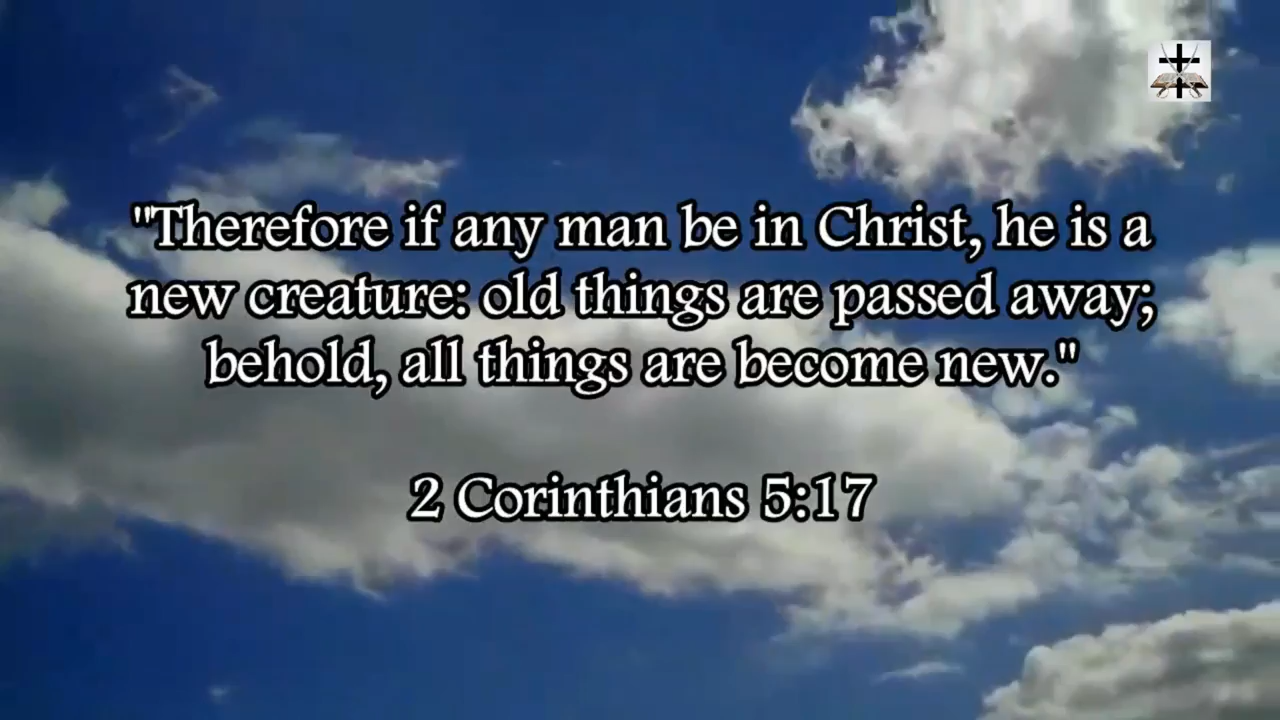 "Therefore if any man be in Christ, he is a
new creature: old things are passed away;
behold, all things are become new."
2 Corinthians 5:17